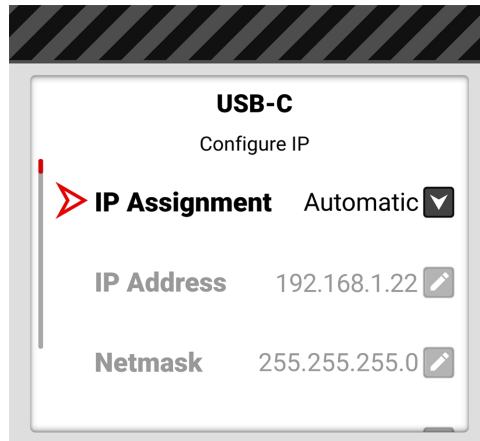 USB-C
Configure IP
IP Assignment Automatic
IP Address 192.168.1.22
Netmask 255.255.255.0